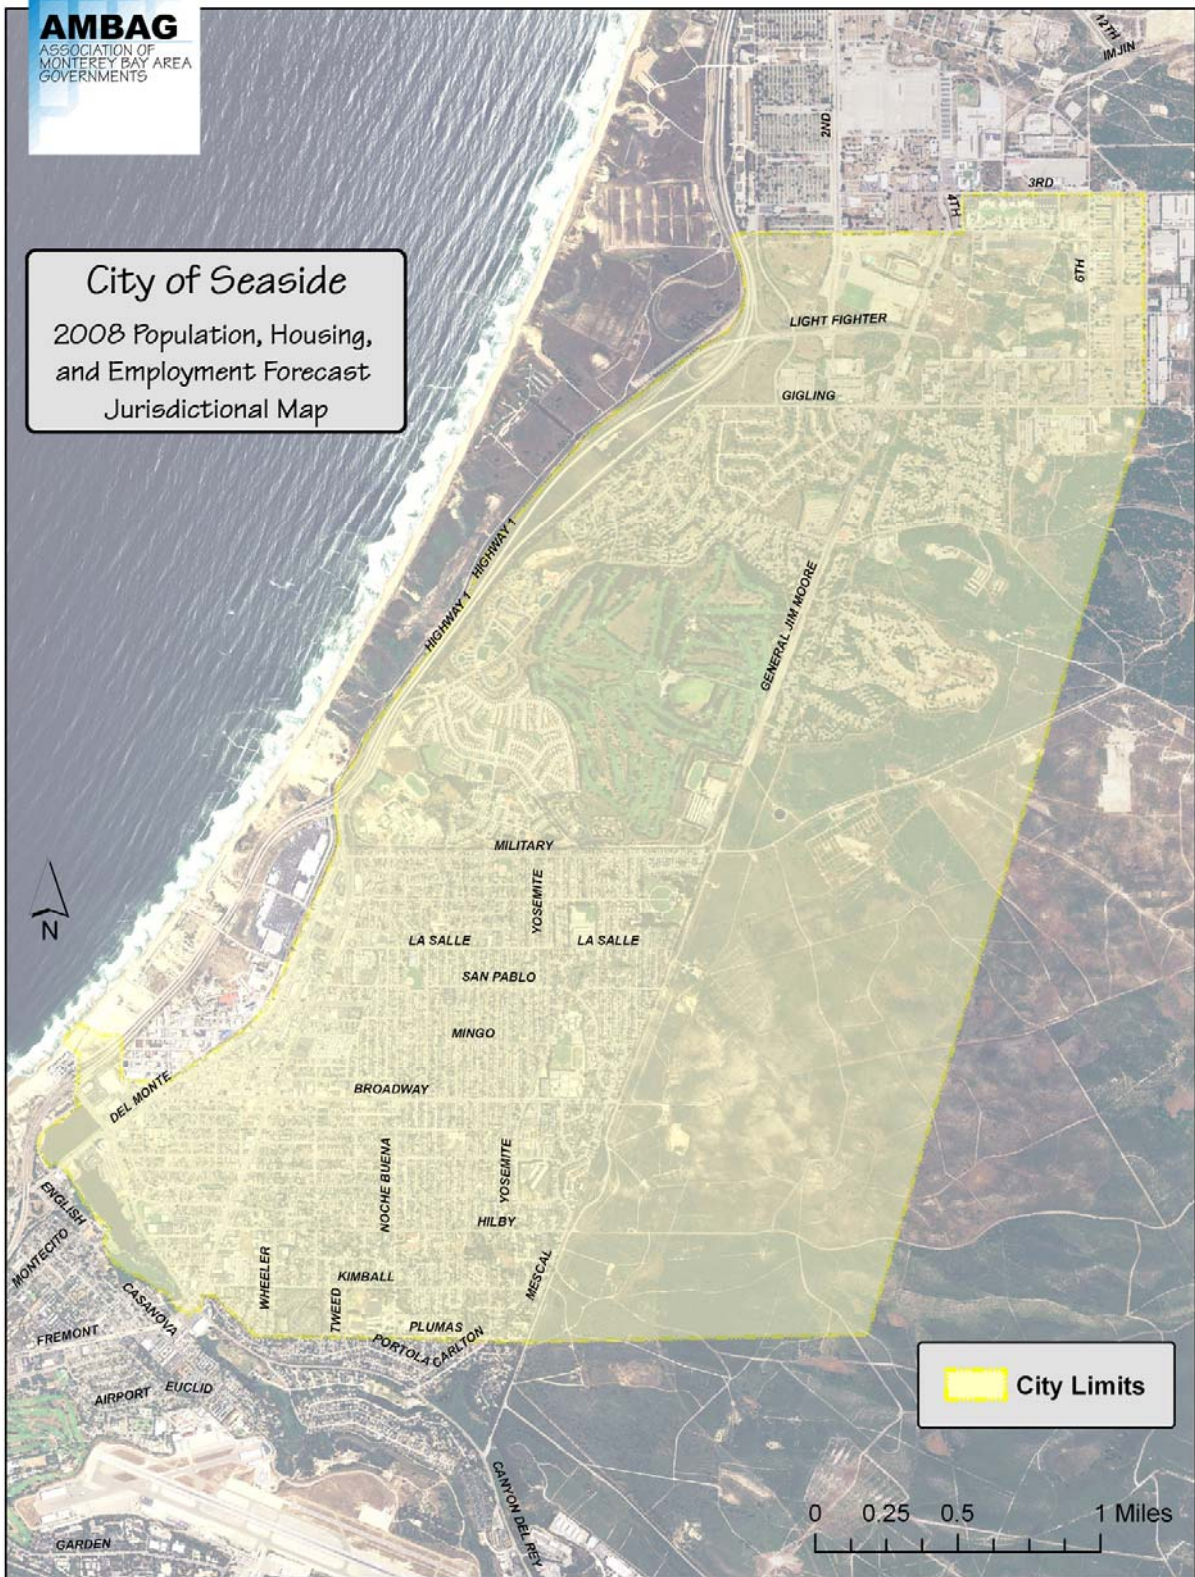 AMBAG
ASSOCIATION OF
MONTEREY BAY AREA
GOVERNMENTS
12TH
IMJIN
2ND
3RD
4TH
6TH
City of Seaside
2008 Population, Housing,
and Employment Forecast
Jurisdictional Map
LIGHT FIGHTER
GIGLING
HIGHWAY 1
HIGHWAY 1
GENERAL JIM MOORE
MILITARY
YOSEMITE
LA SALLE
LA SALLE
SAN PABLO
N
MINGO
BROADWAY
DEL MONTE
NOCHE BUENA
YOSEMITE
ENGLISH
HILBY
MONTECITO
WHEELER
KIMBALL
MESCAL
CASANOVA
TWEED
PLUMAS
FREMONT
PORTOLA
CARLTON
AIRPORT
EUCLID
City Limits
CANYON DEL REY
0 0.25 0.5 1 Miles
GARDEN